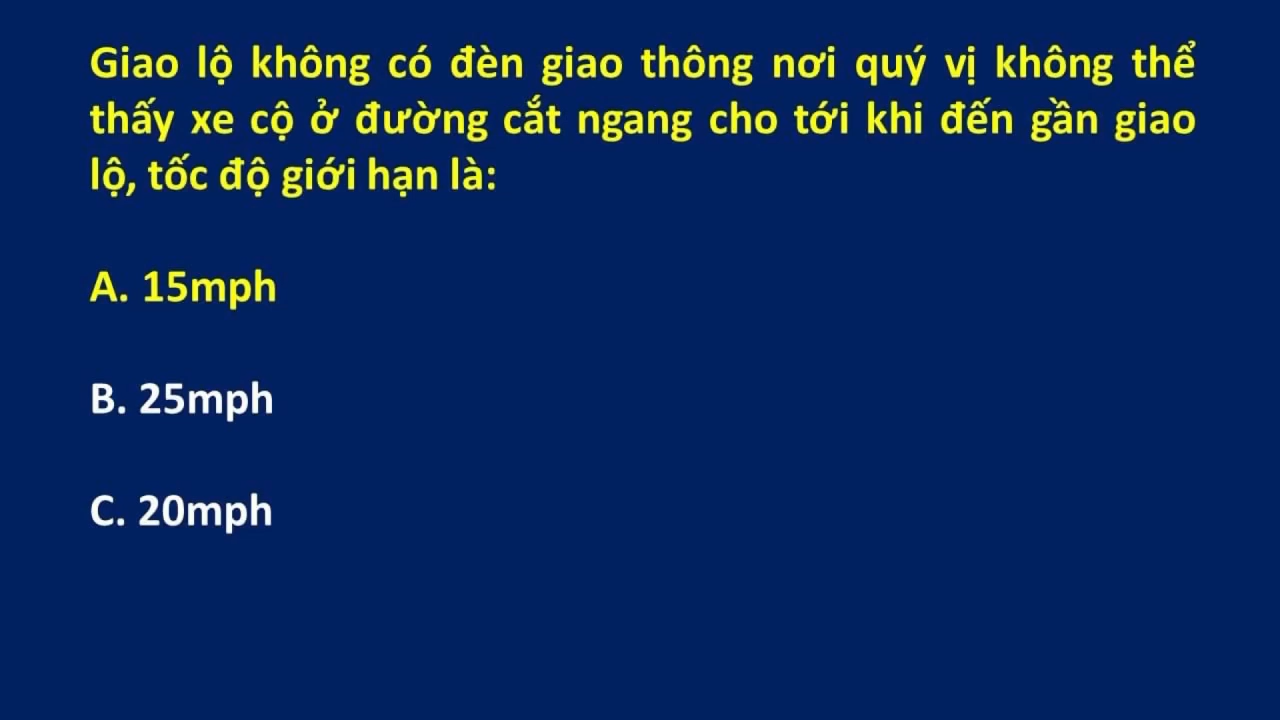 Giao lộ không có đèn giao thông nơi quý vị không thể
thấy xe cộ ở đường cắt ngang cho tới khi đến gần giao
lộ, tốc độ giới hạn là:
A. 15mph
B. 25mph
C. 20mph